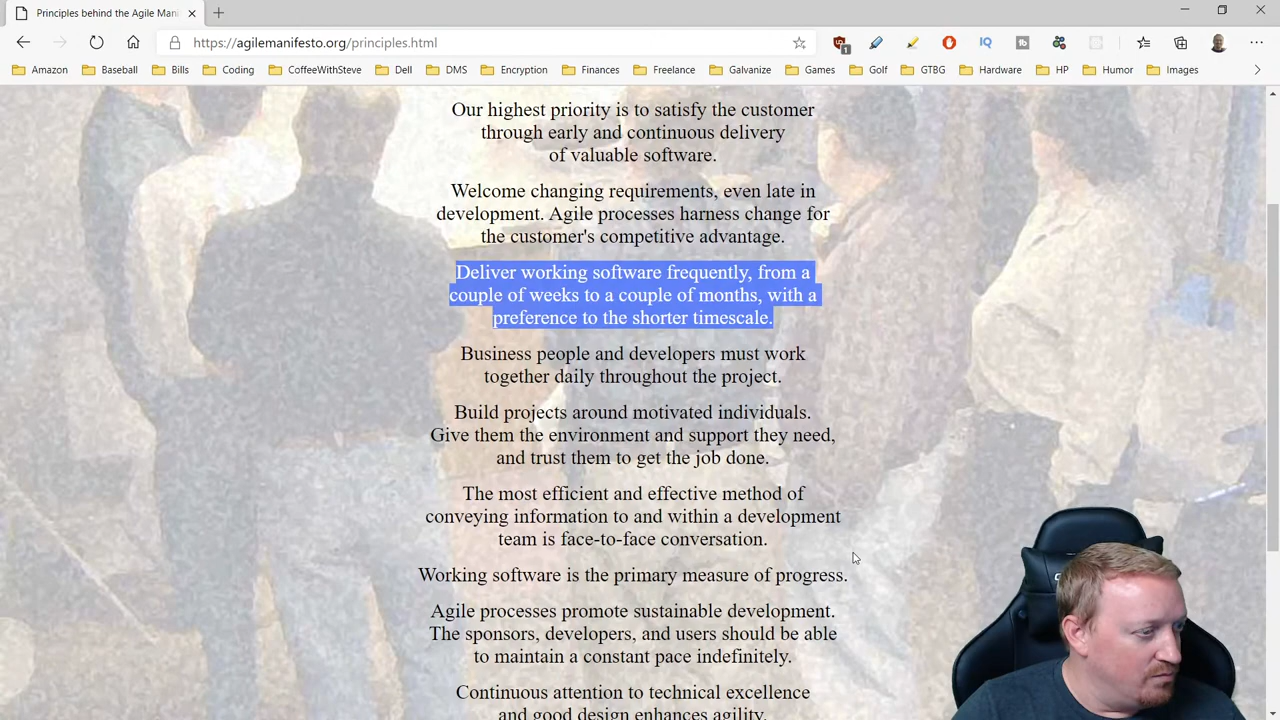 Principles behind the Agile Mani
https://agilemanifesto.org/principles.html
1
IQ
Amazon
Baseball
Bills
Coding
CoffeeWithSteve
Dell
DMS
Encryption
Finances
Freelance
Galvanize
Games
Golf
GTBG
Hardware
HP
Humor
Images
Our highest priority is to satisfy the customer
through early and continuous delivery
of valuable software.
Welcome changing requirements, even late in
development. Agile processes harness change for
the customer's competitive advantage.
Deliver working software frequently, from a
couple of weeks to a couple of months, with a
preference to the shorter timescale.
Business people and developers must work
together daily throughout the project.
Build projects around motivated individuals.
Give them the environment and support they need,
and trust them to get the job done.
The most efficient and effective method of
conveying information to and within a development
team is face-to-face conversation.
Working software is the primary measure of progress.
Agile processes promote sustainable development.
The sponsors, developers, and users should be able
to maintain a constant pace indefinitely.
Continuous attention to technical excellence
and good design enhances agility.